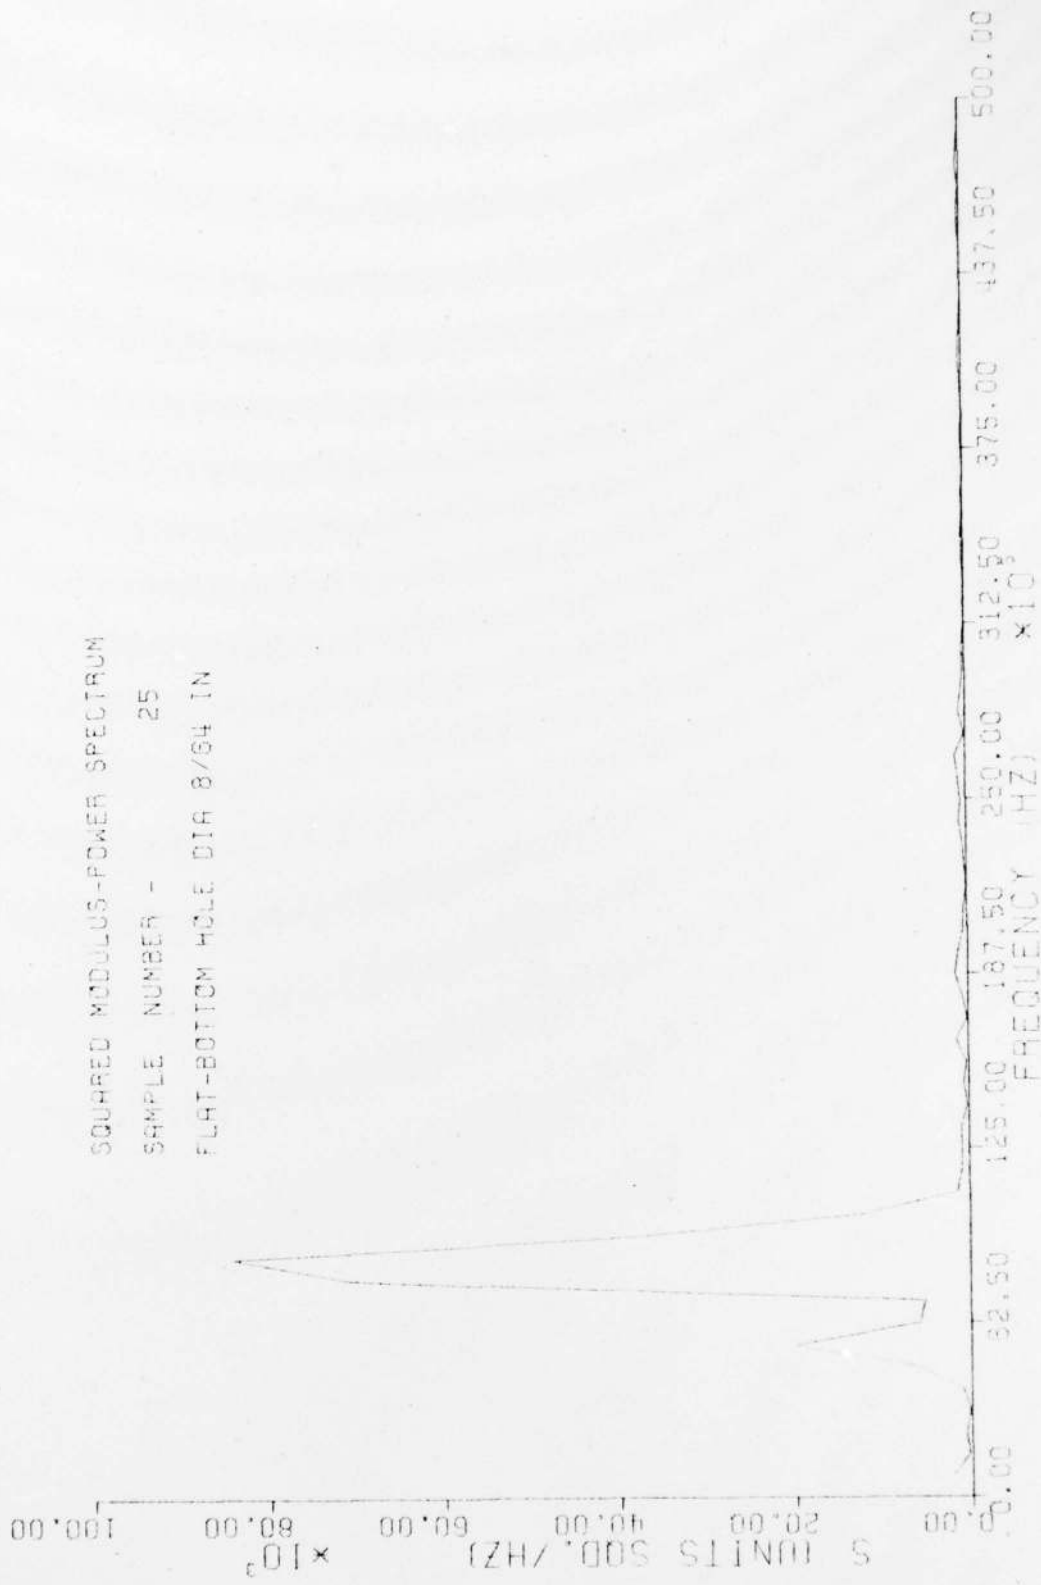 SQUARED MODULUS-POWER SPECTRUM
SAMPLE NUMBER - 25
FLAT-BOTTOM HOLE DIA 8/64 IN
S (UNITS SQD./HZ) ×10³
100.00
80.00
60.00
40.00
20.00
0.00
0.00 62.50 125.00 187.50 250.00 312.50 375.00 437.50 500.00
FREQUENCY (HZ) ×10⁵